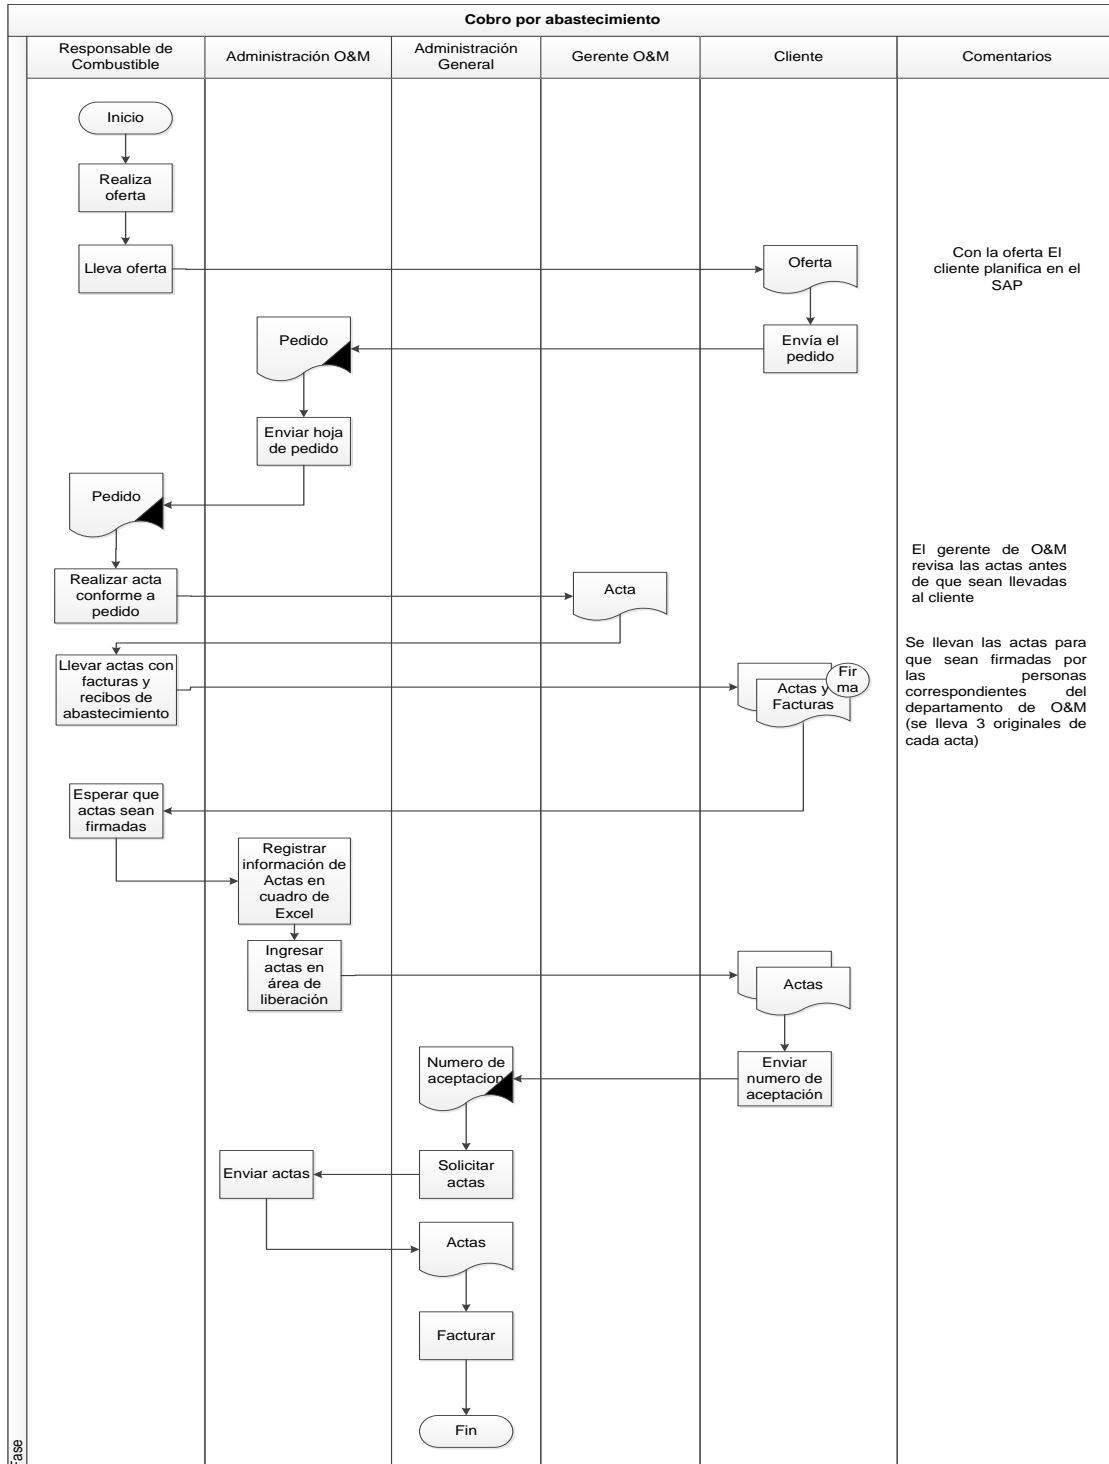 Cobro por abastecimiento
Responsable de
Combustible
Administración O&M
Administración
General
Gerente O&M
Cliente
Comentarios
Inicio
Realiza
oferta
Lleva oferta
Oferta
Con la oferta El
cliente planifica en el
SAP
Envía el
pedido
Pedido
Enviar hoja
de pedido
Pedido
Realizar acta
conforme a
pedido
Acta
El gerente de O&M
revisa las actas antes
de que sean llevadas
al cliente
Llevar actas con
facturas y
recibos de
abastecimiento
Actas y
Facturas
Fir
ma
Se llevan las actas para
que sean firmadas por
las personas
correspondientes del
departamento de O&M
(se lleva 3 originales de
cada acta)
Esperar que
actas sean
firmadas
Registrar
información de
Actas en
cuadro de
Excel
Ingresar
actas en
área de
liberación
Actas
Enviar
numero de
aceptación
Numero de
aceptacion
Solicitar
actas
Enviar actas
Actas
Facturar
Fin
Fase